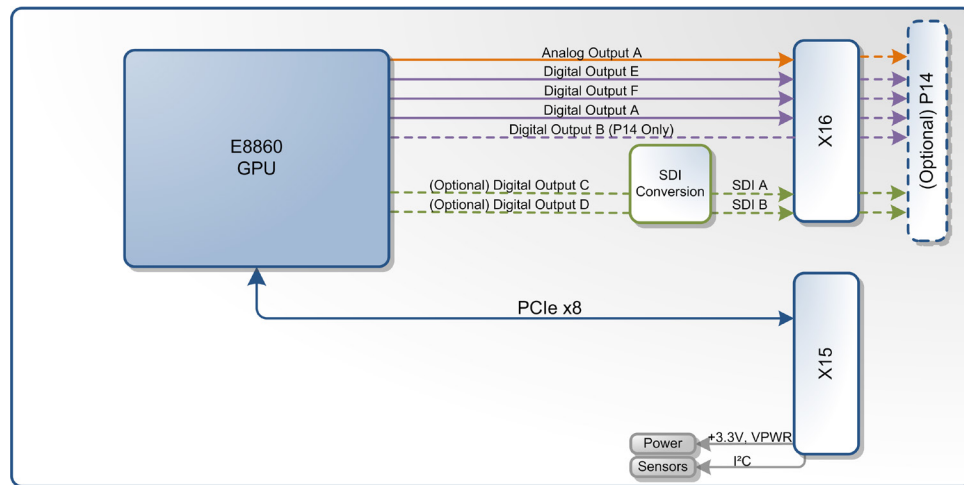 Analog Output A
Digital Output E
Digital Output F
Digital Output A
Digital Output B (P14 Only)
E8860
GPU
SDI
Conversion
(Optional) Digital Output C
SDI A
(Optional) Digital Output D
SDI B
X16
(Optional) P14
PCIe x8
X15
Power
+3.3V, VPWR
Sensors
I²C